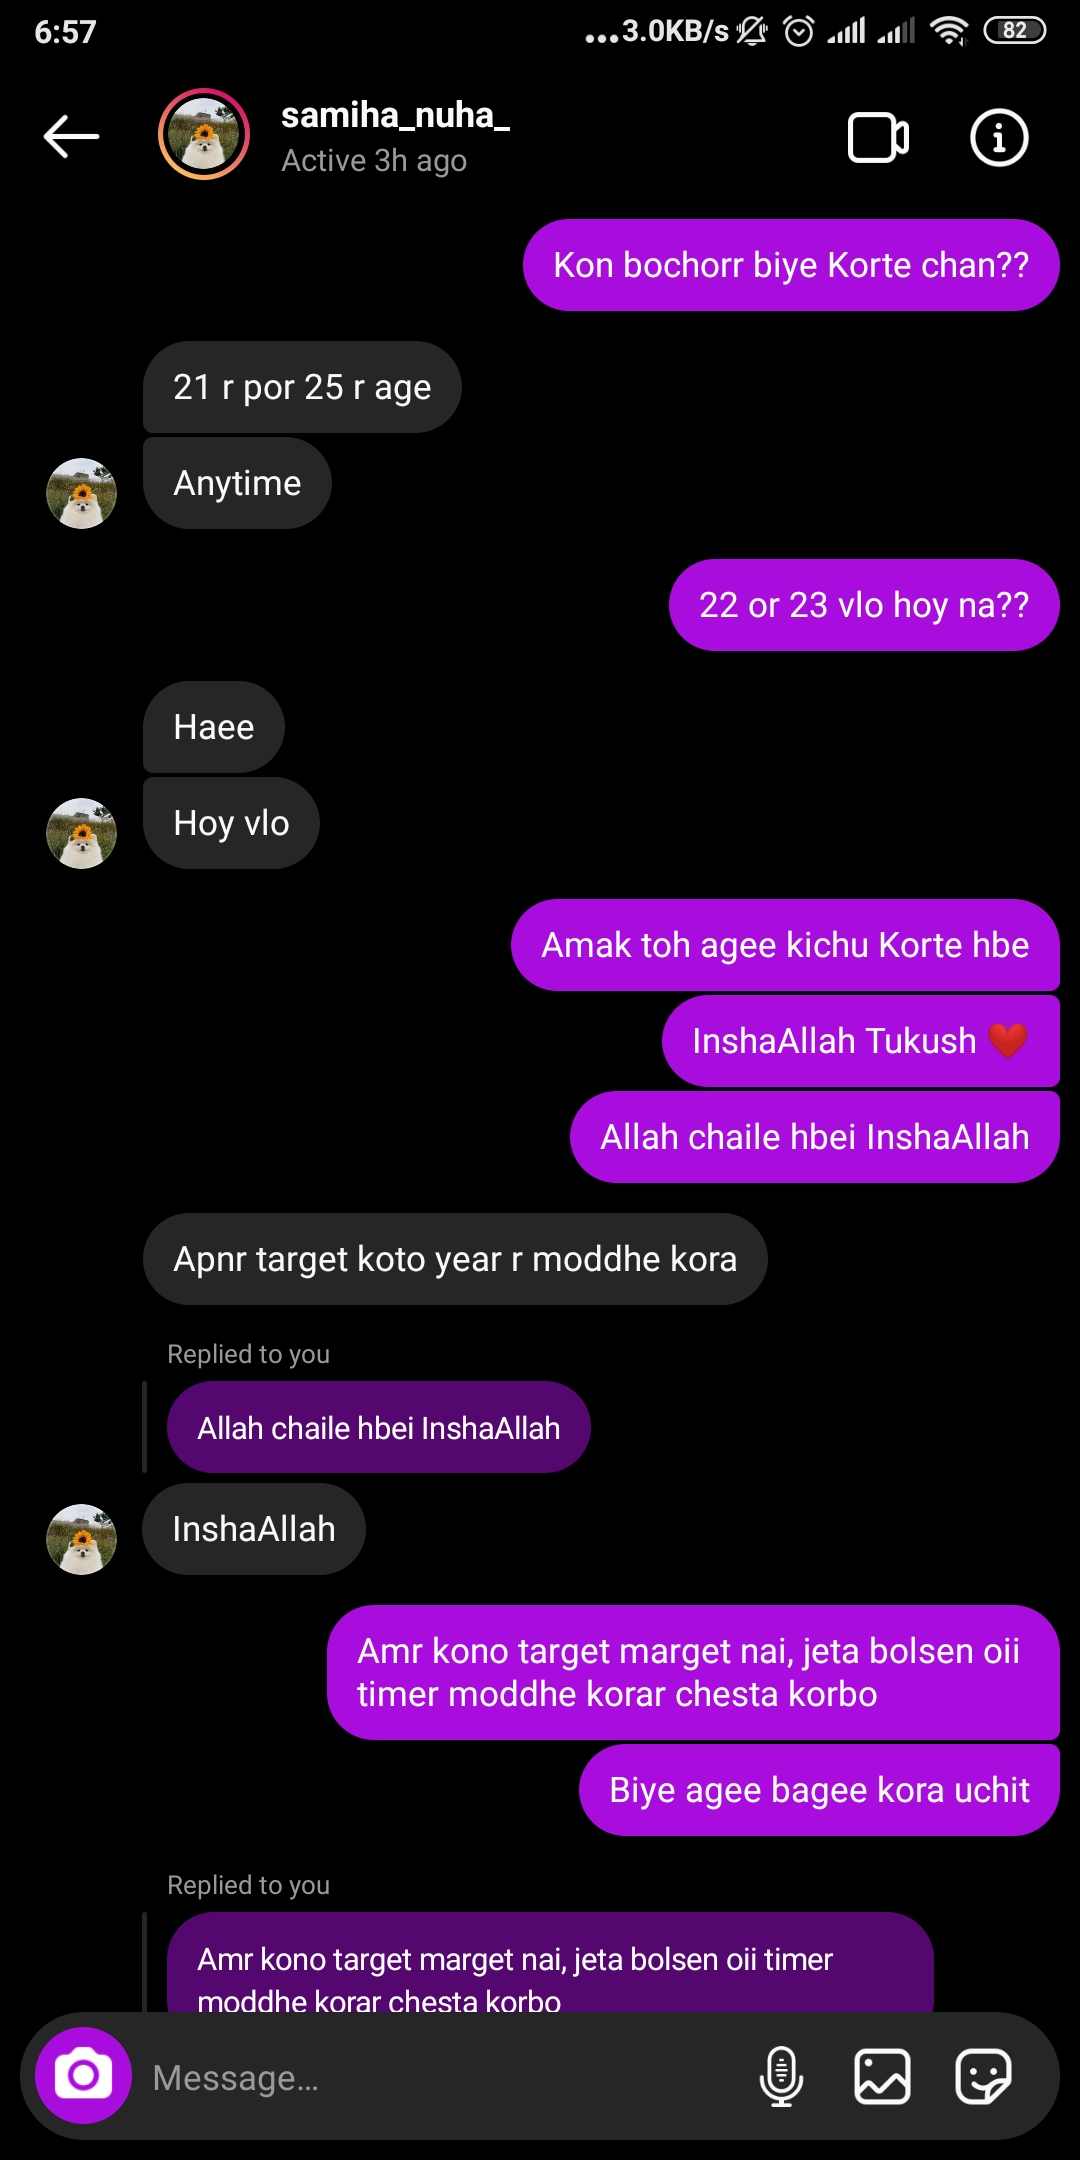 6:57
...3.0KB/s
82
samiha_nuha_
Active 3h ago
Kon bochorr biye Korte chan??
21 r por 25 r age
Anytime
22 or 23 vlo hoy na??
Haee
Hoy vlo
Amak toh agee kichu Korte hbe
InshaAllah Tukush ❤️
Allah chaile hbei InshaAllah
Apnr target koto year r moddhe kora
Replied to you
Allah chaile hbei InshaAllah
InshaAllah
Amr kono target marget nai, jeta bolsen oii
timer moddhe korar chesta korbo
Biye agee bagee kora uchit
Replied to you
Amr kono target marget nai, jeta bolsen oii timer
moddhe korar chesta korbo
Message...